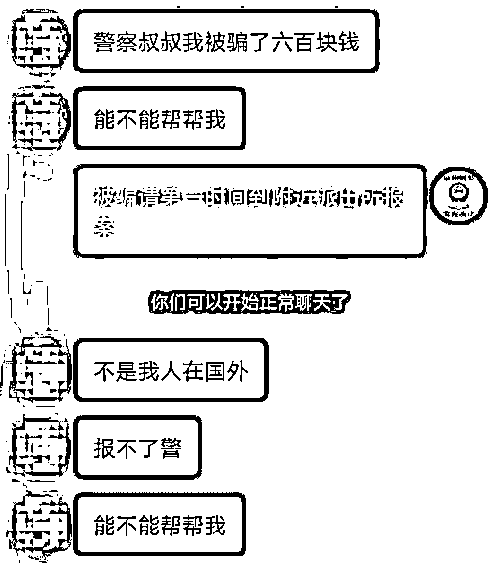 警察叔叔我被骗了六百块钱
能不能帮帮我
被骗请第一时间到附近派出所报
案
你们可以开始正常聊天了
不是我人在国外
报不了警
能不能帮帮我